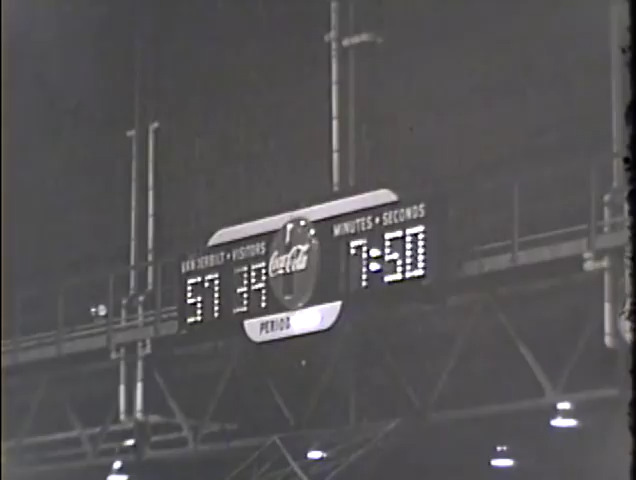 VANDERBILT • VISITORS
MINUTES • SECONDS
57 39
Coca-Cola
7:50
PERIOD